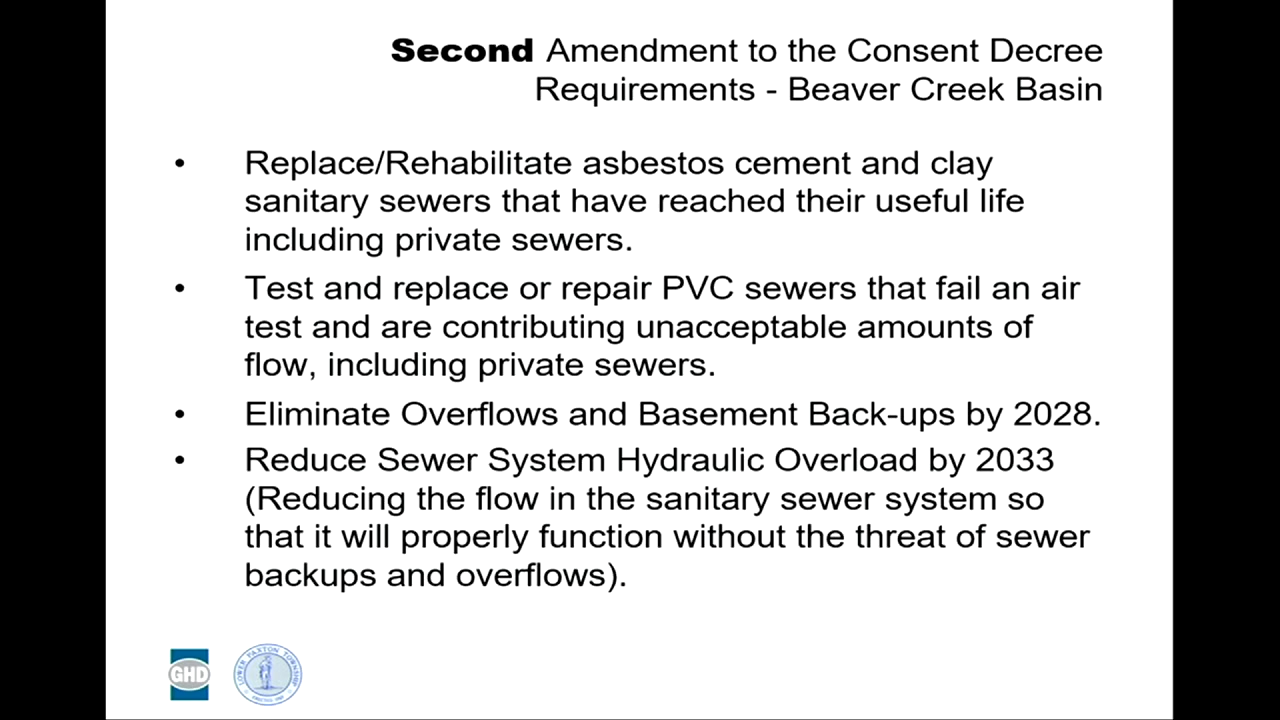 Second Amendment to the Consent Decree
Requirements - Beaver Creek Basin
• Replace/Rehabilitate asbestos cement and clay
sanitary sewers that have reached their useful life
including private sewers.
• Test and replace or repair PVC sewers that fail an air
test and are contributing unacceptable amounts of
flow, including private sewers.
• Eliminate Overflows and Basement Back-ups by 2028.
• Reduce Sewer System Hydraulic Overload by 2033
(Reducing the flow in the sanitary sewer system so
that it will properly function without the threat of sewer
backups and overflows).
GHD
LOWER PAXTON TOWNSHIP